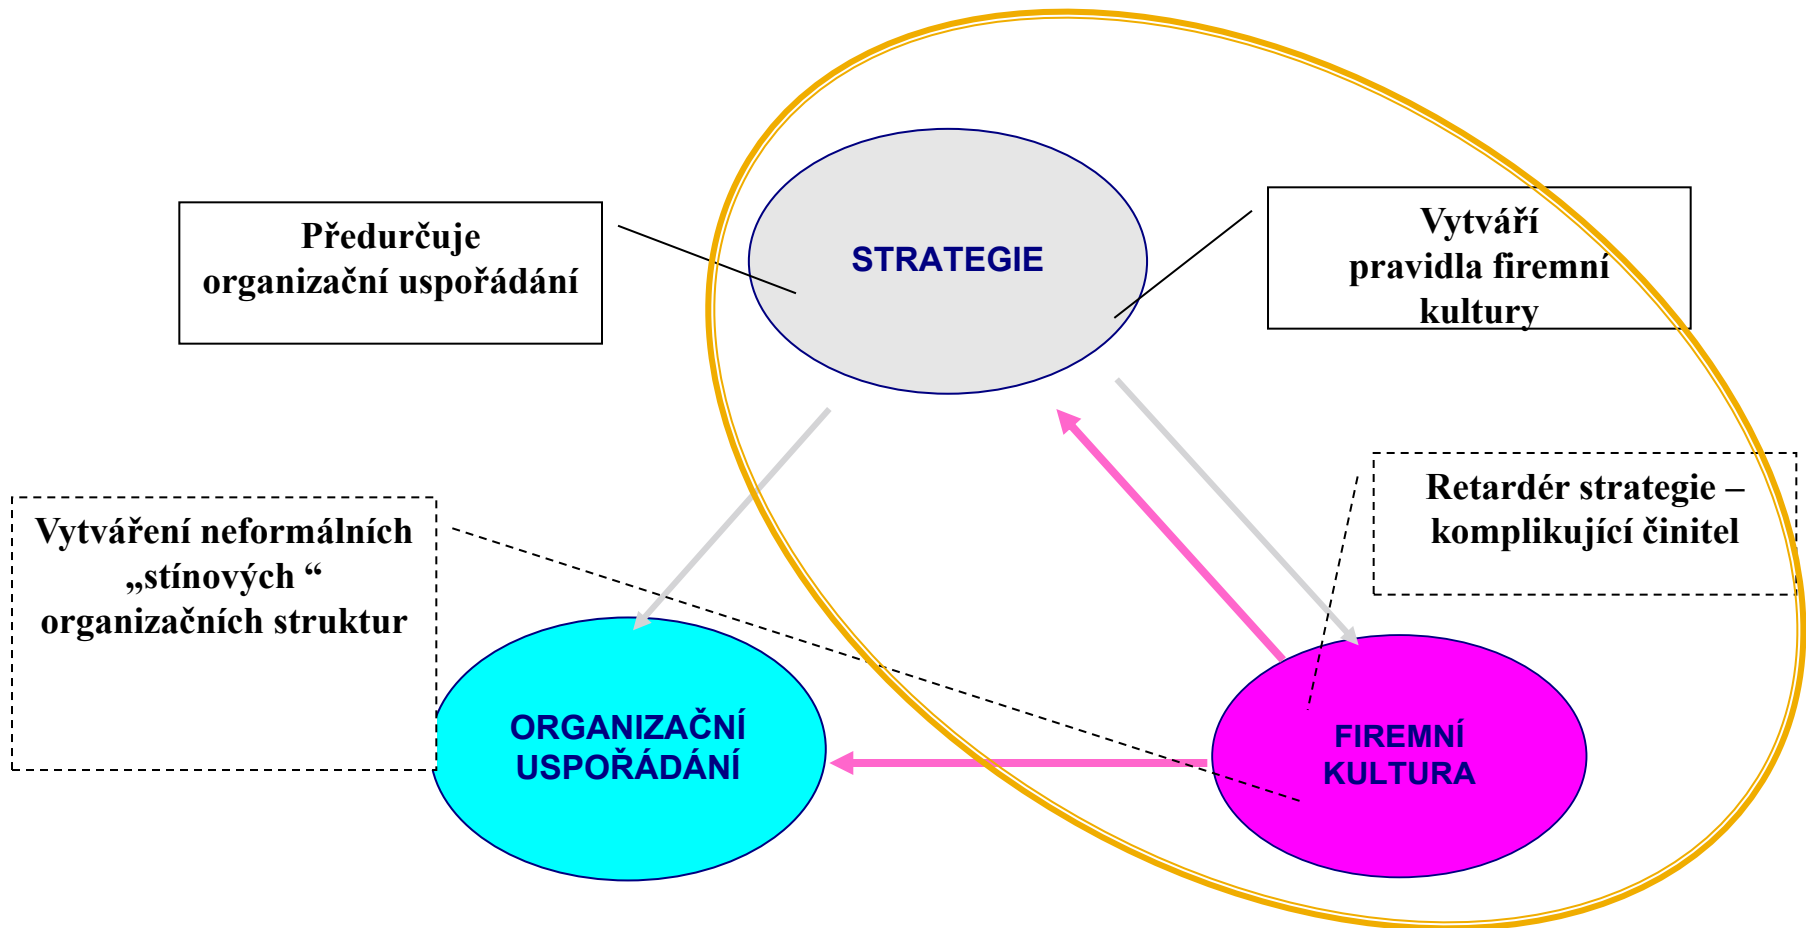 STRATEGIE
Předurčuje
organizační uspořádání
Vytváří
pravidla firemní
kultury
Vytváření neformálních
„stínových “
organizačních struktur
Retardér strategie –
komplikující činitel
ORGANIZAČNÍ
USPOŘÁDÁNÍ
FIREMNÍ
KULTURA